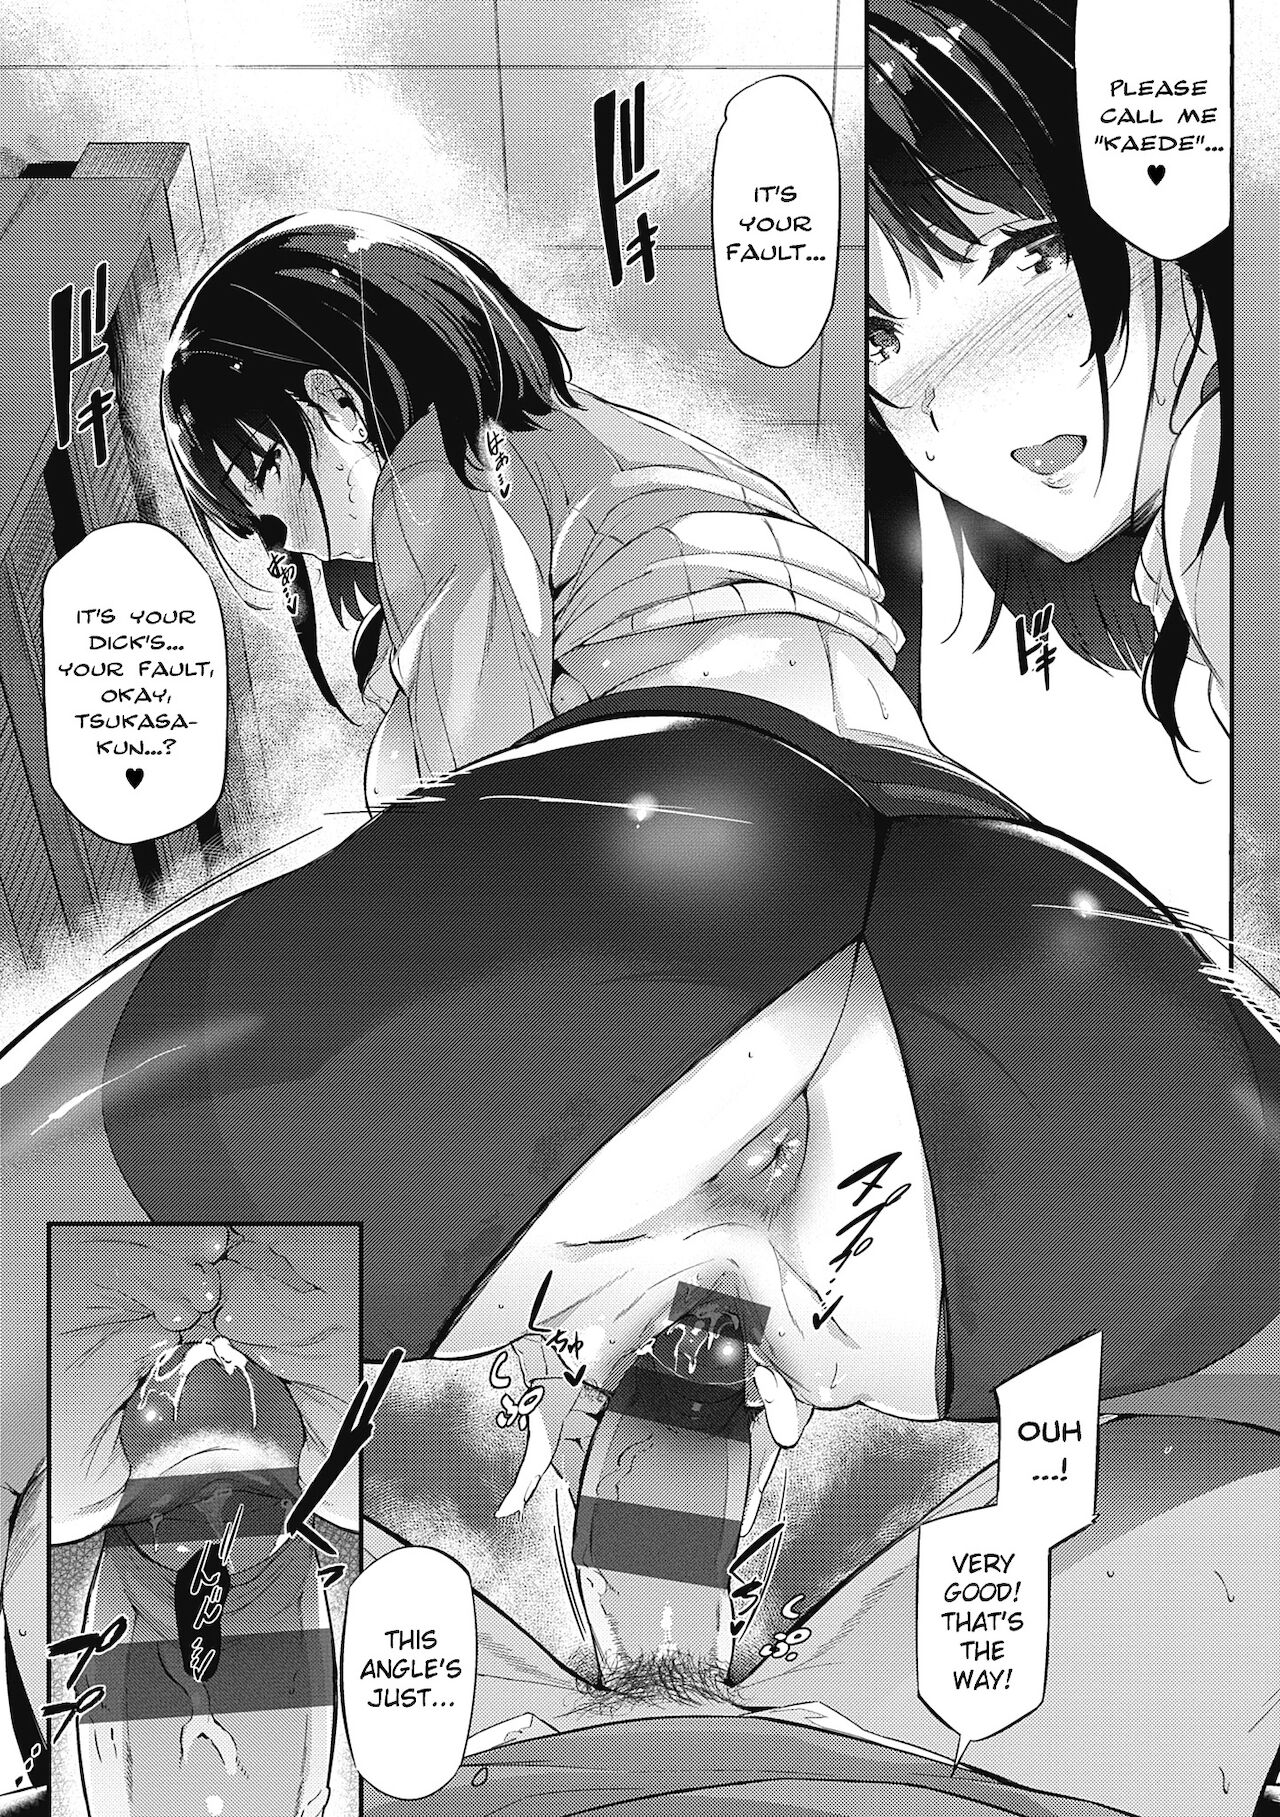 PLEASE
CALL ME
"KAEDE"...
♥
IT'S
YOUR
FAULT...
IT'S YOUR
DICK'S...
YOUR FAULT,
OKAY,
TSUKASA-
KUN...?
♥
OUH
...!
VERY
GOOD!
THAT'S
THE
WAY!
THIS
ANGLE'S
JUST...